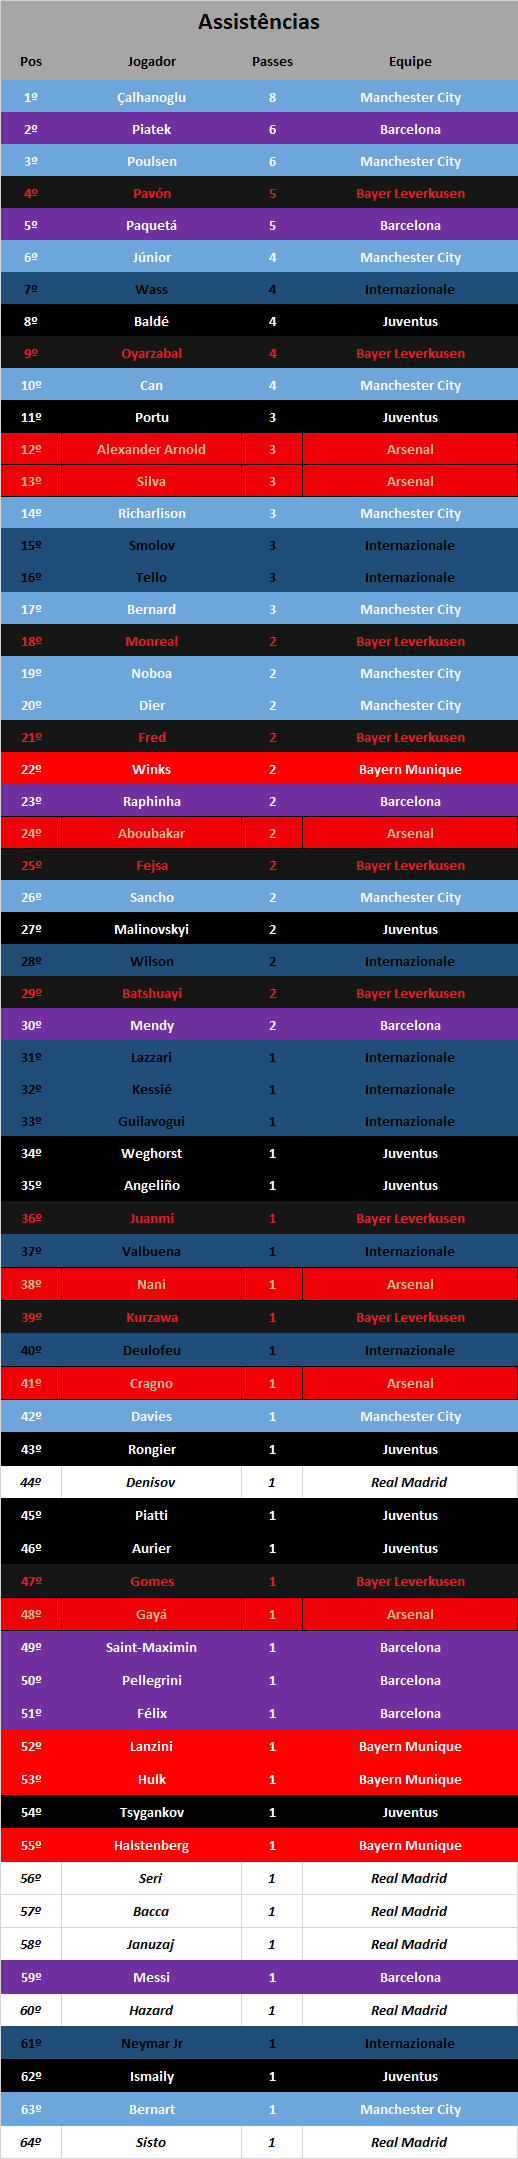 Assistências
Pos Jogador Passes Equipe
1º Çalhanoglu 8 Manchester City
2º Piatek 6 Barcelona
3º Poulsen 6 Manchester City
4º Pavón 5 Bayer Leverkusen
5º Paquetá 5 Barcelona
6º Júnior 4 Manchester City
7º Wass 4 Internazionale
8º Baldé 4 Juventus
9º Oyarzabal 4 Bayer Leverkusen
10º Can 4 Manchester City
11º Portu 3 Juventus
12º Alexander Arnold 3 Arsenal
13º Silva 3 Arsenal
14º Richarlison 3 Manchester City
15º Smolov 3 Internazionale
16º Tello 3 Internazionale
17º Bernard 3 Manchester City
18º Monreal 2 Bayer Leverkusen
19º Noboa 2 Manchester City
20º Dier 2 Manchester City
21º Fred 2 Bayer Leverkusen
22º Winks 2 Bayern Munique
23º Raphinha 2 Barcelona
24º Aboubakar 2 Arsenal
25º Fejsa 2 Bayer Leverkusen
26º Sancho 2 Manchester City
27º Malinovskyi 2 Juventus
28º Wilson 2 Internazionale
29º Batshuayi 2 Bayer Leverkusen
30º Mendy 2 Barcelona
31º Lazzari 1 Internazionale
32º Kessié 1 Internazionale
33º Guilavogui 1 Internazionale
34º Weghorst 1 Juventus
35º Angeliño 1 Juventus
36º Juanmi 1 Bayer Leverkusen
37º Valbuena 1 Internazionale
38º Nani 1 Arsenal
39º Kurzawa 1 Bayer Leverkusen
40º Deulofeu 1 Internazionale
41º Cragno 1 Arsenal
42º Davies 1 Manchester City
43º Rongier 1 Juventus
44º Denisov 1 Real Madrid
45º Piatti 1 Juventus
46º Aurier 1 Juventus
47º Gomes 1 Bayer Leverkusen
48º Gayá 1 Arsenal
49º Saint-Maximin 1 Barcelona
50º Pellegrini 1 Barcelona
51º Félix 1 Barcelona
52º Lanzini 1 Bayern Munique
53º Hulk 1 Bayern Munique
54º Tsygankov 1 Juventus
55º Halstenberg 1 Bayern Munique
56º Seri 1 Real Madrid
57º Bacca 1 Real Madrid
58º Januzaj 1 Real Madrid
59º Messi 1 Barcelona
60º Hazard 1 Real Madrid
61º Neymar Jr 1 Internazionale
62º Ismaily 1 Juventus
63º Bernart 1 Manchester City
64º Sisto 1 Real Madrid